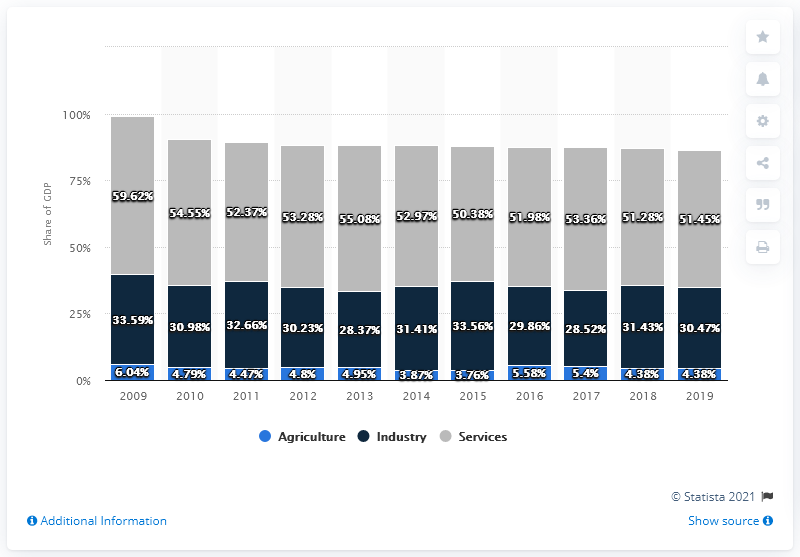 100%
75%
50%
25%
0%
Share of GDP
59.62% 54.55% 52.37% 53.28% 55.08% 52.97% 50.38% 51.98% 53.36% 51.28% 51.45%
33.59% 30.98% 32.66% 30.23% 28.37% 31.41% 33.56% 29.86% 28.52% 31.43% 30.47%
6.04% 4.79% 4.47% 4.8% 4.95% 3.87% 3.76% 5.58% 5.4% 4.38% 4.38%
2009 2010 2011 2012 2013 2014 2015 2016 2017 2018 2019
Agriculture Industry Services
© Statista 2021
Additional Information Show source